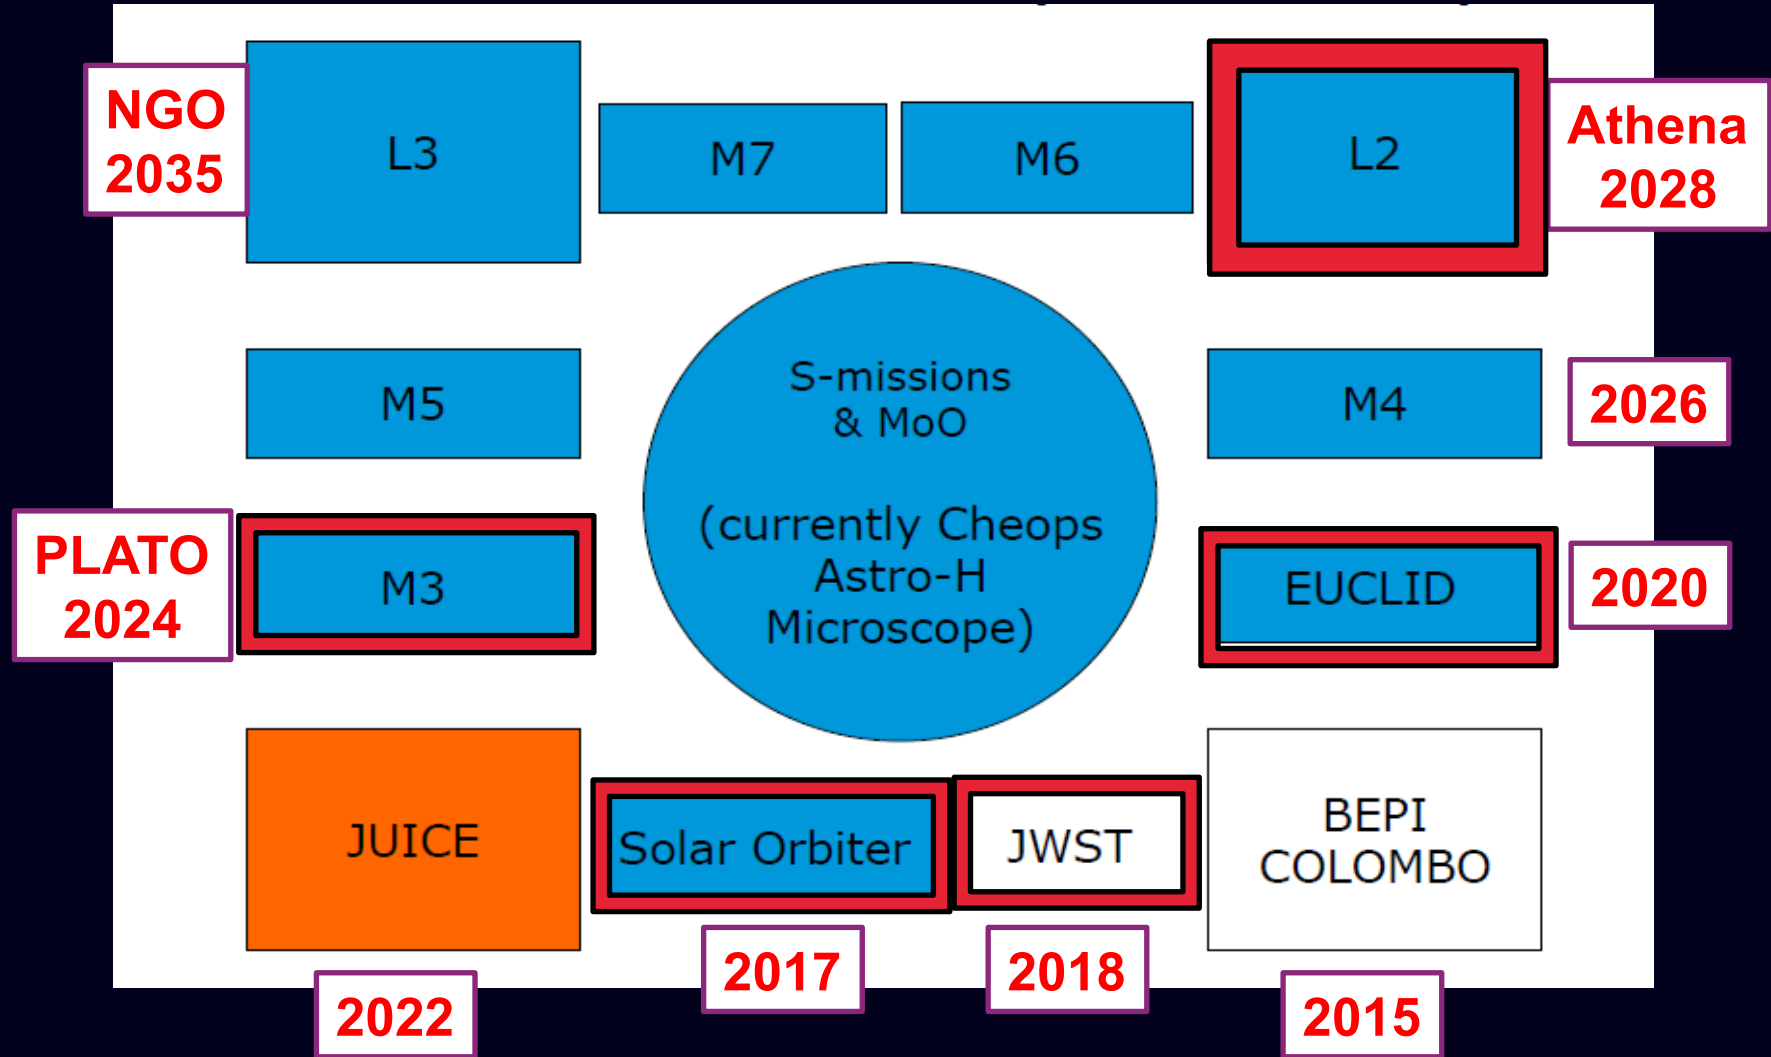 NGO
2035
L3
M7
M6
L2
Athena
2028
M5
S-missions
& MoO
(currently Cheops
Astro-H
Microscope)
M4
2026
PLATO
2024
M3
EUCLID
2020
JUICE
Solar Orbiter
JWST
BEPI
COLOMBO
2022
2017
2018
2015